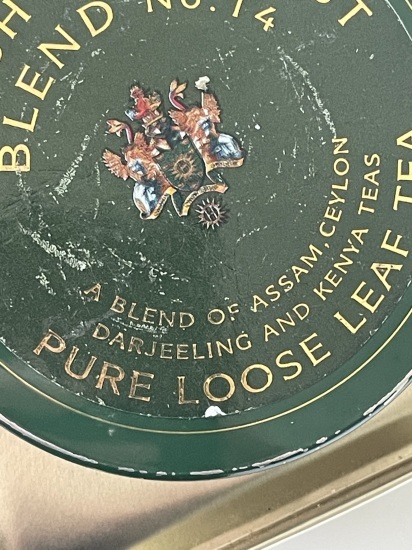 BLEND No. 14
A BLEND OF ASSAM, CEYLON
DARJEELING AND KENYA TEAS
PURE LOOSE LEAF TEA